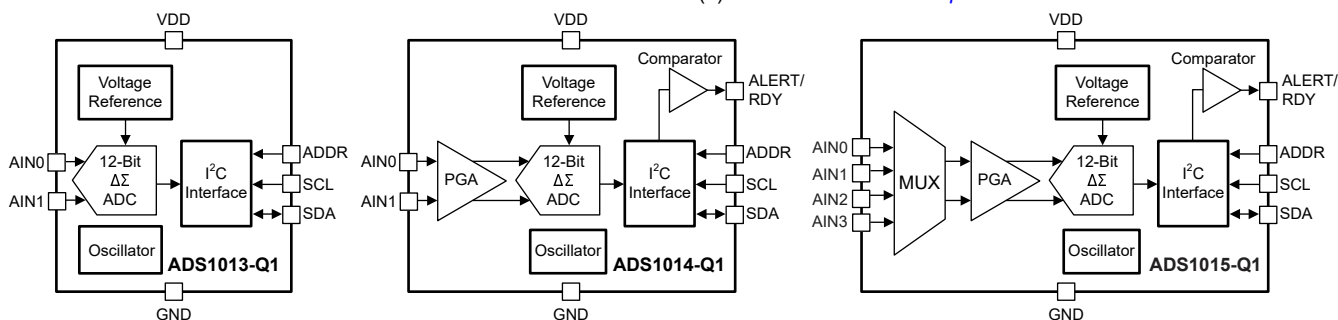 VDD
Voltage
Reference
AIN0
AIN1
12-Bit
ΔΣ
ADC
I²C
Interface
ADDR
SCL
SDA
Oscillator
ADS1013-Q1
GND
VDD
Comparator
ALERT/
RDY
Voltage
Reference
AIN0
AIN1
PGA
12-Bit
ΔΣ
ADC
I²C
Interface
ADDR
SCL
SDA
Oscillator
ADS1014-Q1
GND
VDD
Comparator
ALERT/
RDY
Voltage
Reference
AIN0
AIN1
AIN2
AIN3
MUX
PGA
12-Bit
ΔΣ
ADC
I²C
Interface
ADDR
SCL
SDA
Oscillator
ADS1015-Q1
GND